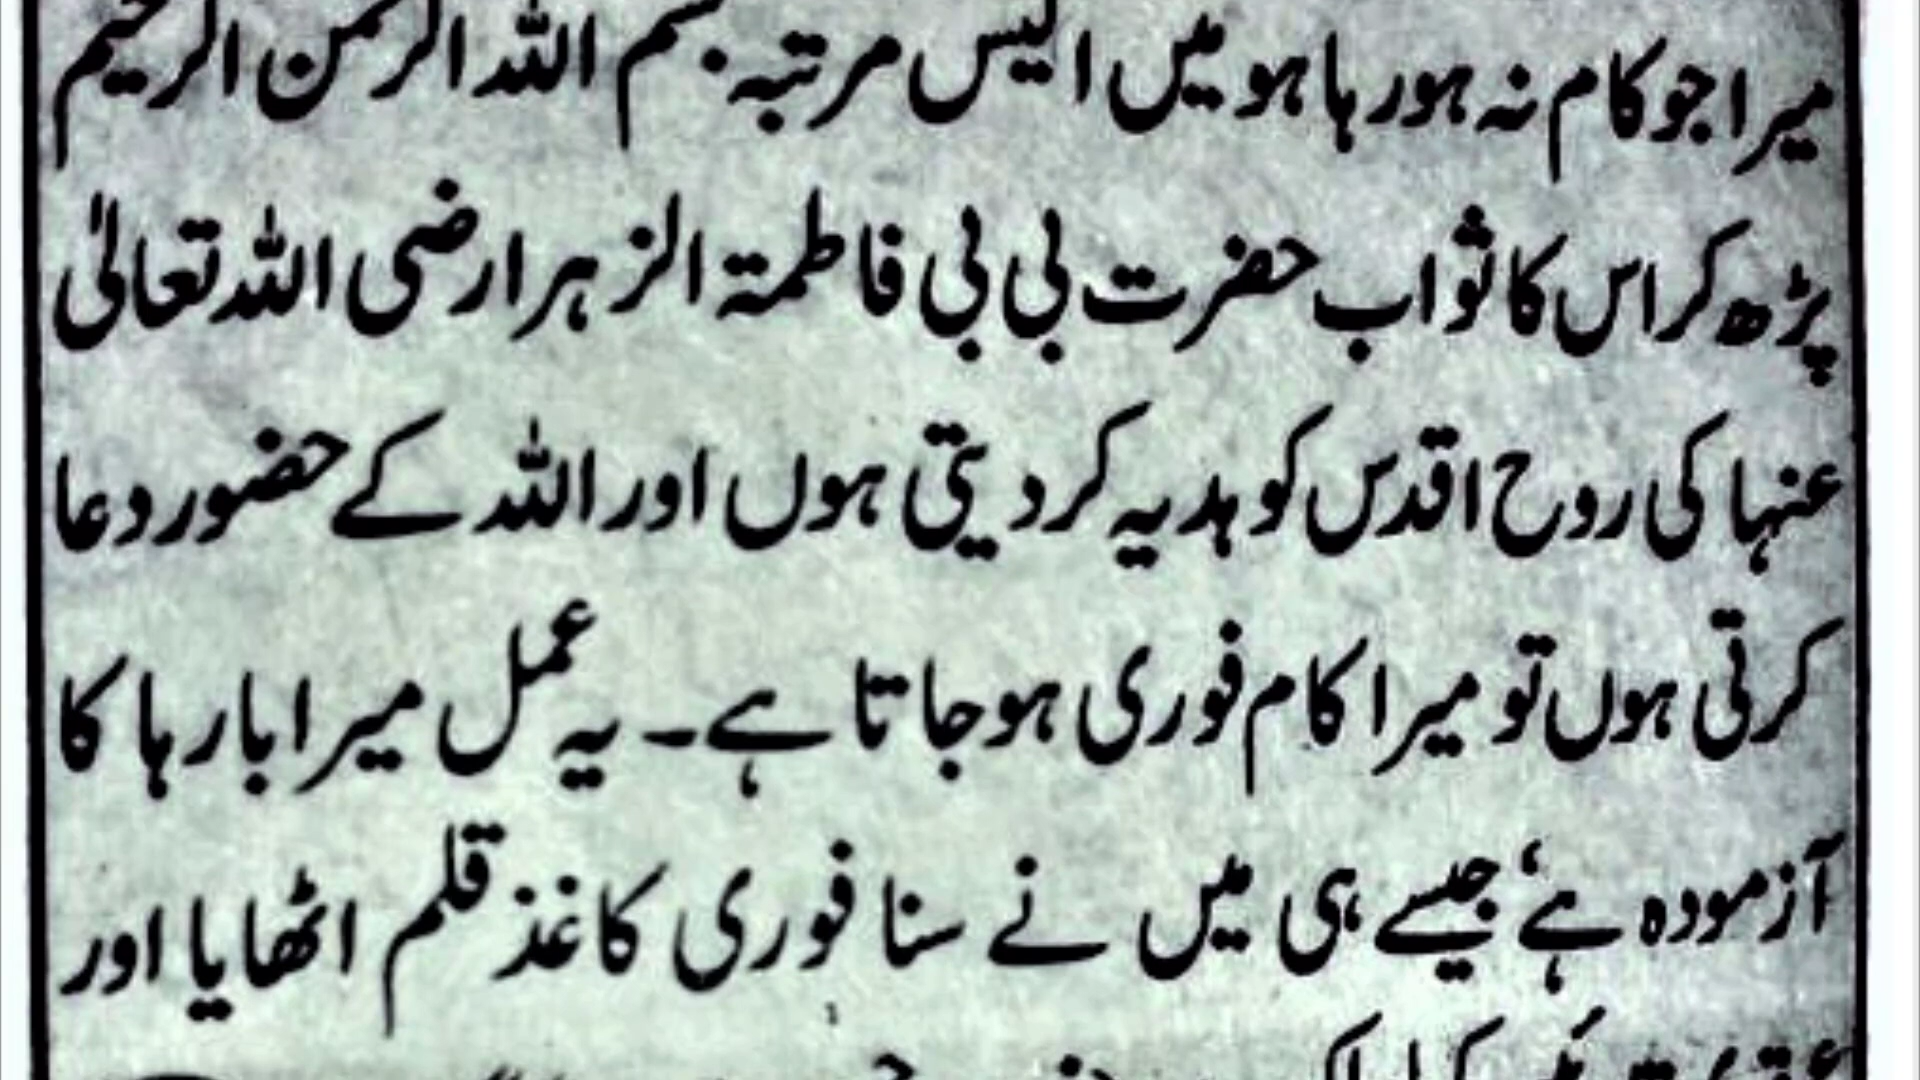 میرا جو کام نہ ہو رہا ہو میں اکیس مرتبہ بسم اللہ الرحمن الرحیم
پڑھ کر اس کا ثواب حضرت بی بی فاطمۃ الزہرا رضی اللہ تعالیٰ
عنہا کی روح اقدس کو ہدیہ کر دیتی ہوں اور اللہ کے حضور دعا
کرتی ہوں تو میرا کام فوری ہو جاتا ہے۔ یہ عمل میرا بارہا کا
آزمودہ ہے‘ جیسے ہی میں نے سنا فوری کاغذ قلم اٹھایا اور